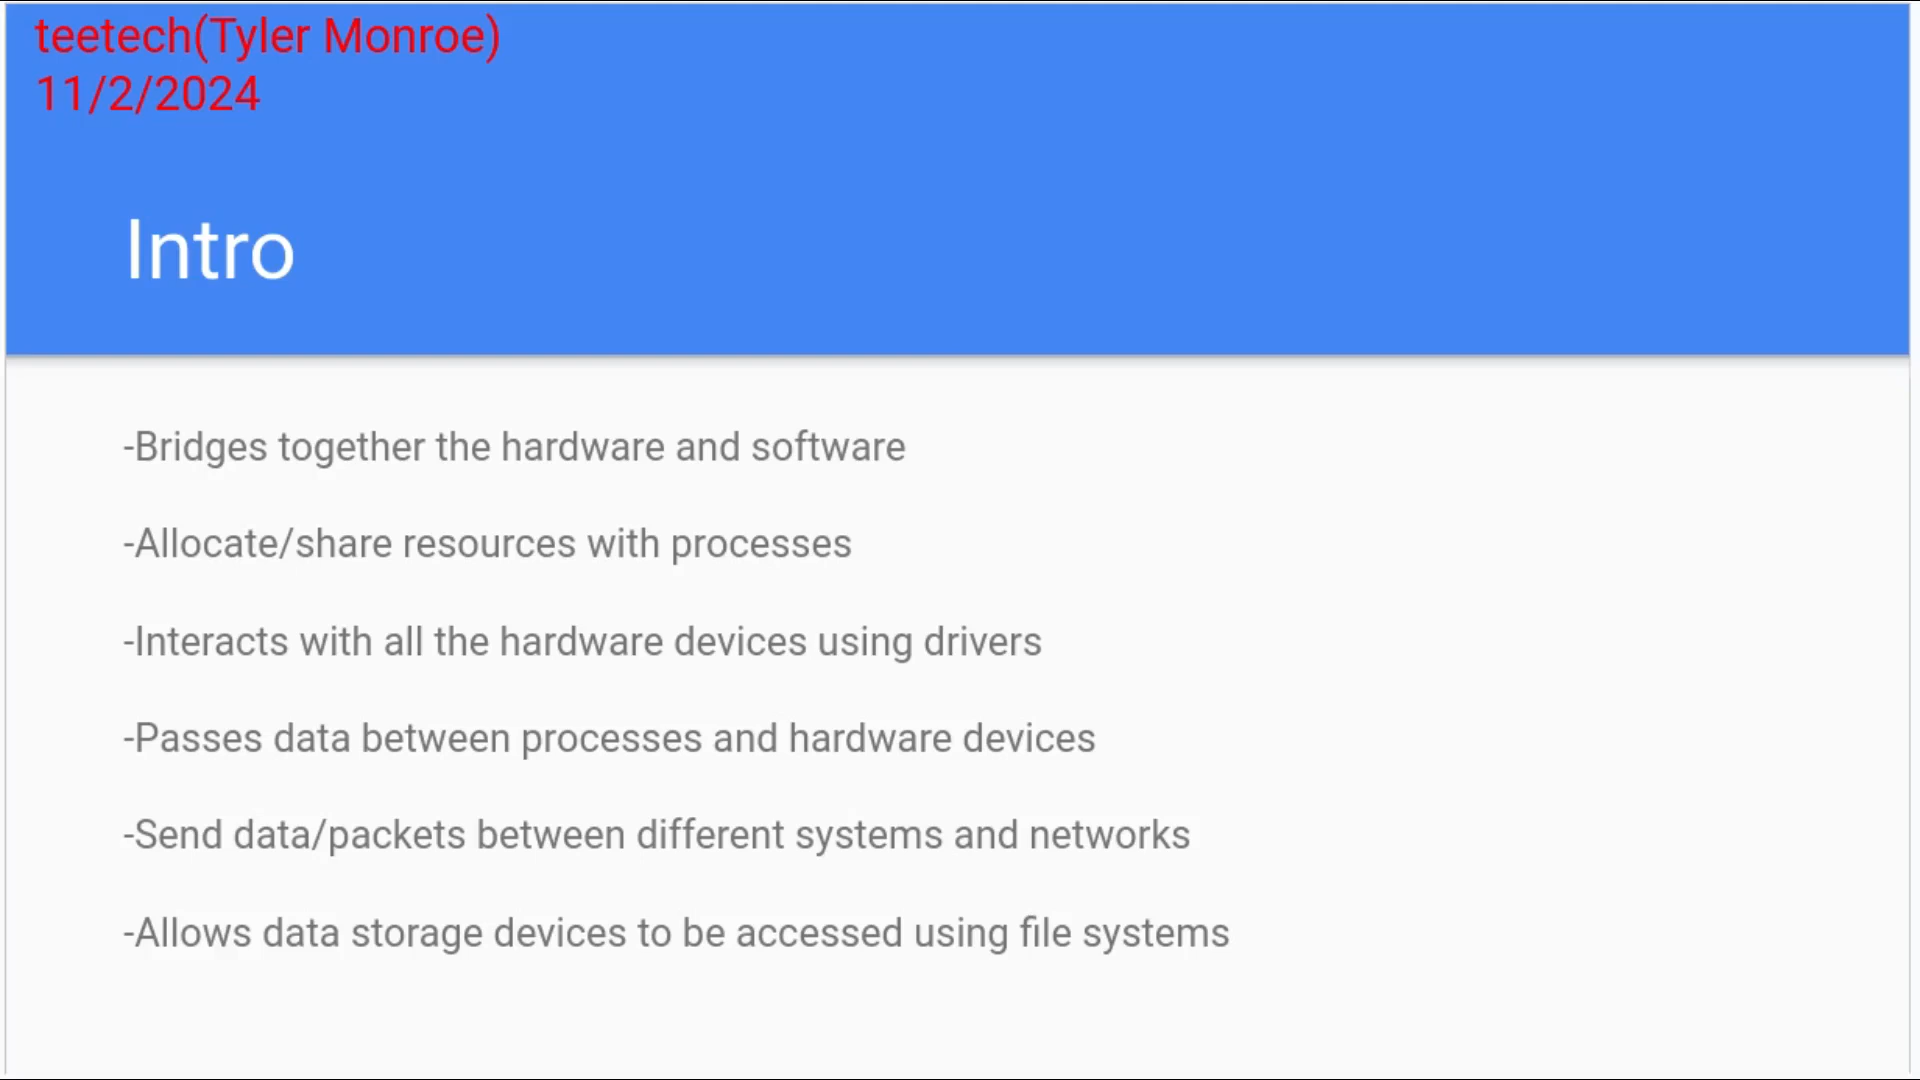 teetech(Tyler Monroe)
11/2/2024
Intro
-Bridges together the hardware and software
-Allocate/share resources with processes
-Interacts with all the hardware devices using drivers
-Passes data between processes and hardware devices
-Send data/packets between different systems and networks
-Allows data storage devices to be accessed using file systems